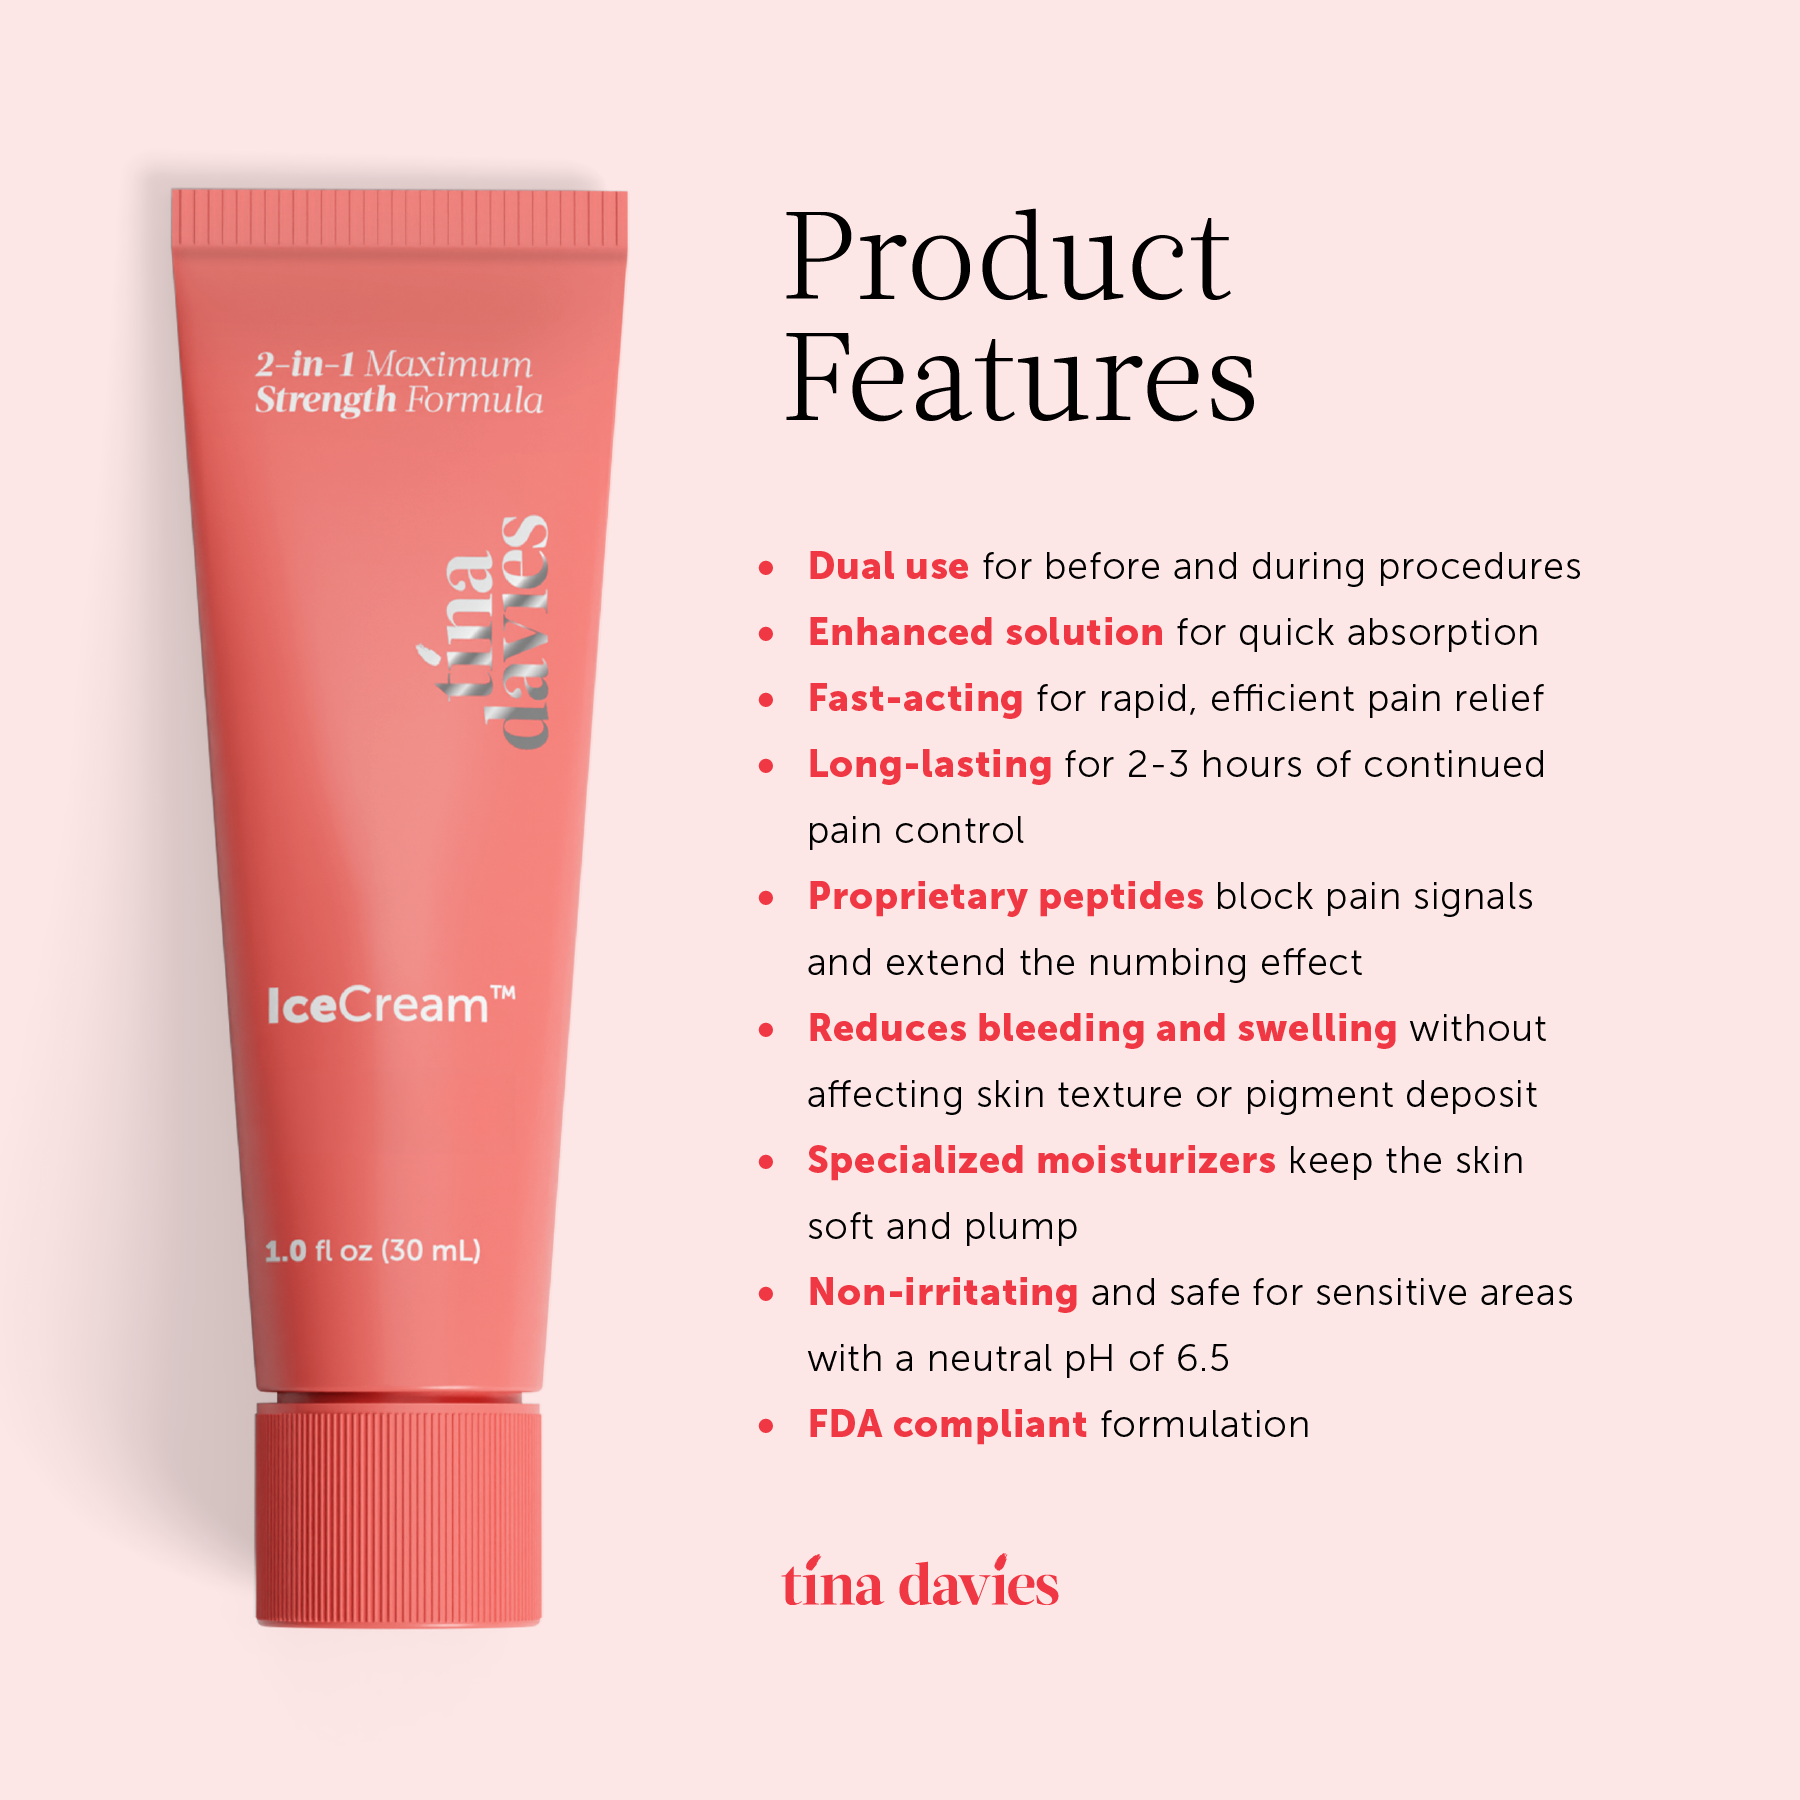 2-in-1 Maximum
Strength Formula
tina
davies
IceCream™
1.0 fl oz (30 mL)
Product
Features
• Dual use for before and during procedures
• Enhanced solution for quick absorption
• Fast-acting for rapid, efficient pain relief
• Long-lasting for 2-3 hours of continued
pain control
• Proprietary peptides block pain signals
and extend the numbing effect
• Reduces bleeding and swelling without
affecting skin texture or pigment deposit
• Specialized moisturizers keep the skin
soft and plump
• Non-irritating and safe for sensitive areas
with a neutral pH of 6.5
• FDA compliant formulation
tina davies